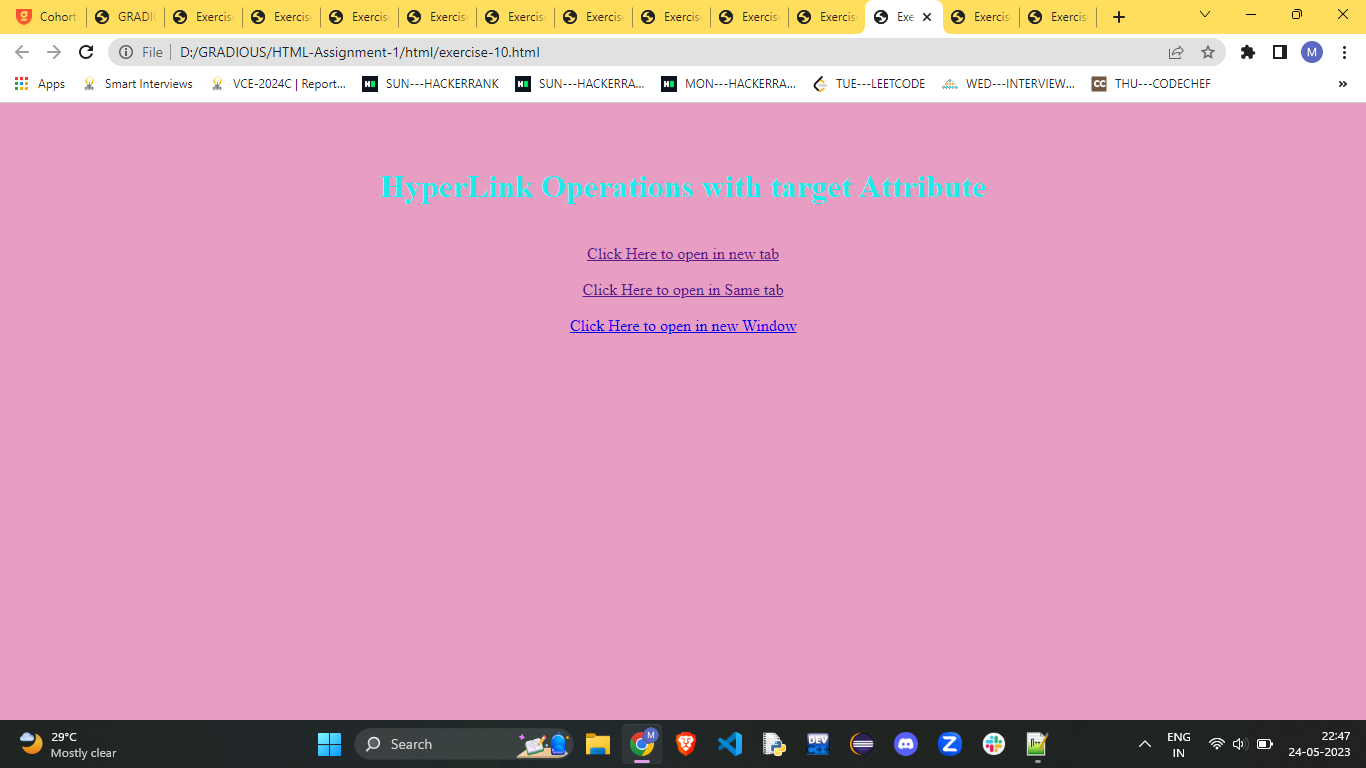 Cohort GRADI Exercis Exercis Exercis Exercis Exercis Exercis Exercis Exercis Exercis Exe Exercis Exercis
File D:/GRADIOUS/HTML-Assignment-1/html/exercise-10.html M
Apps Smart Interviews VCE-2024C | Report... SUN---HACKERRANK SUN---HACKERRA... MON---HACKERRA... TUE---LEETCODE WED---INTERVIEW... THU---CODECHEF
HyperLink Operations with target Attribute
Click Here to open in new tab
Click Here to open in Same tab
Click Here to open in new Window
29°C
Mostly clear
Search
ENG
IN
22:47
24-05-2023